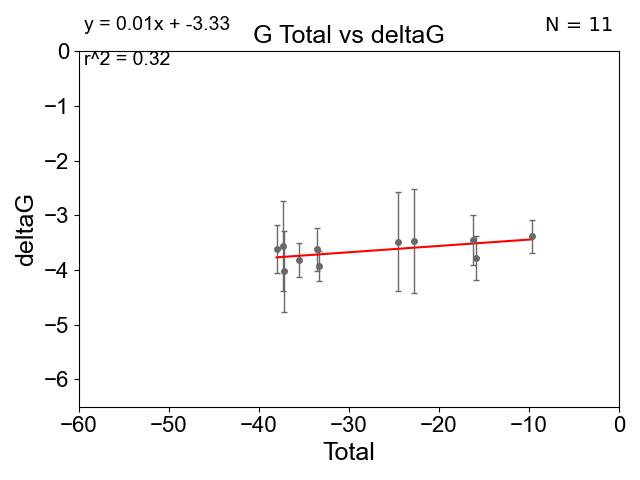 y = 0.01x + -3.33
N = 11
G Total vs deltaG
r^2 = 0.32
0
−1
−2
−3
−4
−5
−6
deltaG
−60 −50 −40 −30 −20 −10 0
Total